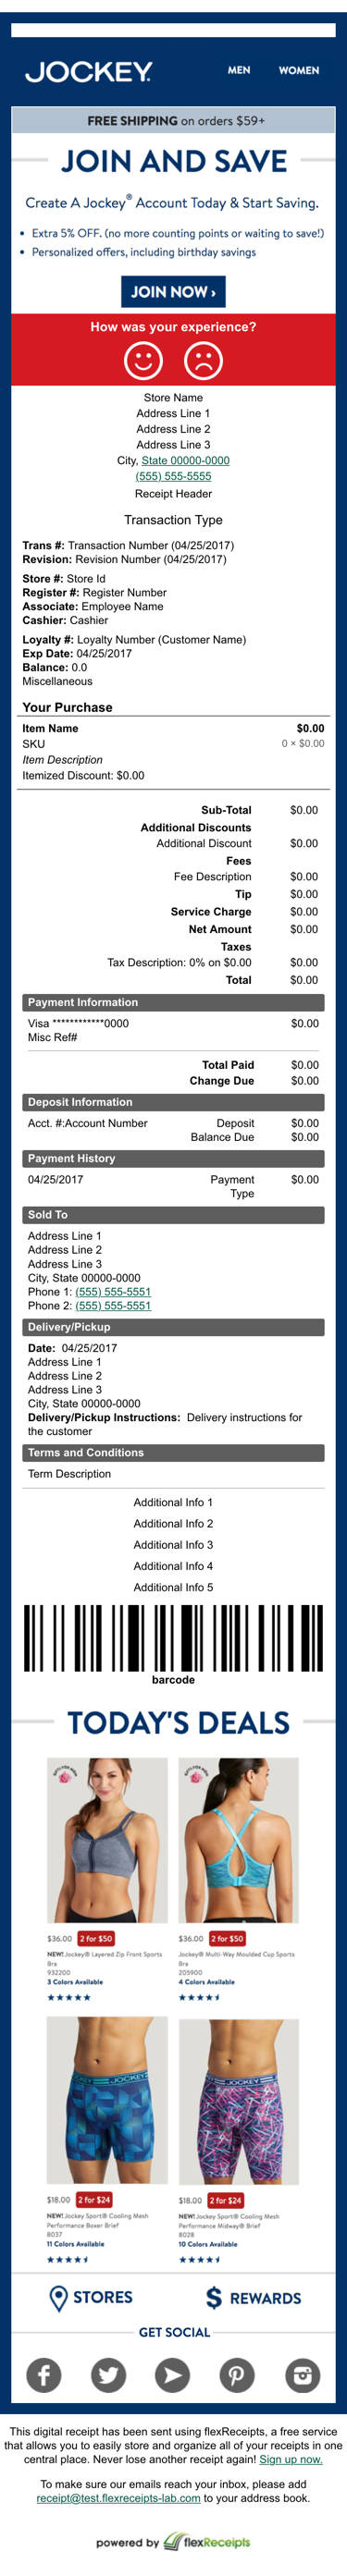 JOCKEY
MEN WOMEN
FREE SHIPPING on orders $59+
JOIN AND SAVE
Create A Jockey® Account Today & Start Saving.
• Extra 5% OFF. (no more counting points or waiting to save!)
• Personalized offers, including birthday savings
JOIN NOW ›
How was your experience?
Store Name
Address Line 1
Address Line 2
Address Line 3
City, State 00000-0000
(555) 555-5555
Receipt Header
Transaction Type
Trans #: Transaction Number (04/25/2017)
Revision: Revision Number (04/25/2017)
Store #: Store Id
Register #: Register Number
Associate: Employee Name
Cashier: Cashier
Loyalty #: Loyalty Number (Customer Name)
Exp Date: 04/25/2017
Balance: 0.0
Miscellaneous
Your Purchase
Item Name $0.00
SKU 0 × $0.00
Item Description
Itemized Discount: $0.00
Sub-Total $0.00
Additional Discounts
Additional Discount $0.00
Fees
Fee Description $0.00
Tip $0.00
Service Charge $0.00
Net Amount $0.00
Taxes
Tax Description: 0% on $0.00 $0.00
Total $0.00
Payment Information
Visa ************0000 $0.00
Misc Ref#
Total Paid $0.00
Change Due $0.00
Deposit Information
Acct. #:Account Number Deposit $0.00
Balance Due $0.00
Payment History
04/25/2017 Payment $0.00
Type
Sold To
Address Line 1
Address Line 2
Address Line 3
City, State 00000-0000
Phone 1: (555) 555-5551
Phone 2: (555) 555-5551
Delivery/Pickup
Date: 04/25/2017
Address Line 1
Address Line 2
Address Line 3
City, State 00000-0000
Delivery/Pickup Instructions: Delivery instructions for
the customer
Terms and Conditions
Term Description
Additional Info 1
Additional Info 2
Additional Info 3
Additional Info 4
Additional Info 5
barcode
TODAY'S DEALS
$36.00 2 for $50
NEW! Jockey® Layered Zip Front Sports
Bra
932200
3 Colors Available
$36.00 2 for $50
Jockey® Multi-Way Moulded Cup Sports
Bra
205900
4 Colors Available
JOCKEY
JOCKEY
$18.00 2 for $24
NEW! Jockey Sport® Cooling Mesh
Performance Boxer Brief
8037
11 Colors Available
$18.00 2 for $24
NEW! Jockey Sport® Cooling Mesh
Performance Midway® Brief
8028
10 Colors Available
STORES
$ REWARDS
GET SOCIAL
This digital receipt has been sent using flexReceipts, a free service
that allows you to easily store and organize all of your receipts in one
central place. Never lose another receipt again! Sign up now.
To make sure our emails reach your inbox, please add
receipt@test.flexreceipts-lab.com to your address book.
powered by flexReceipts